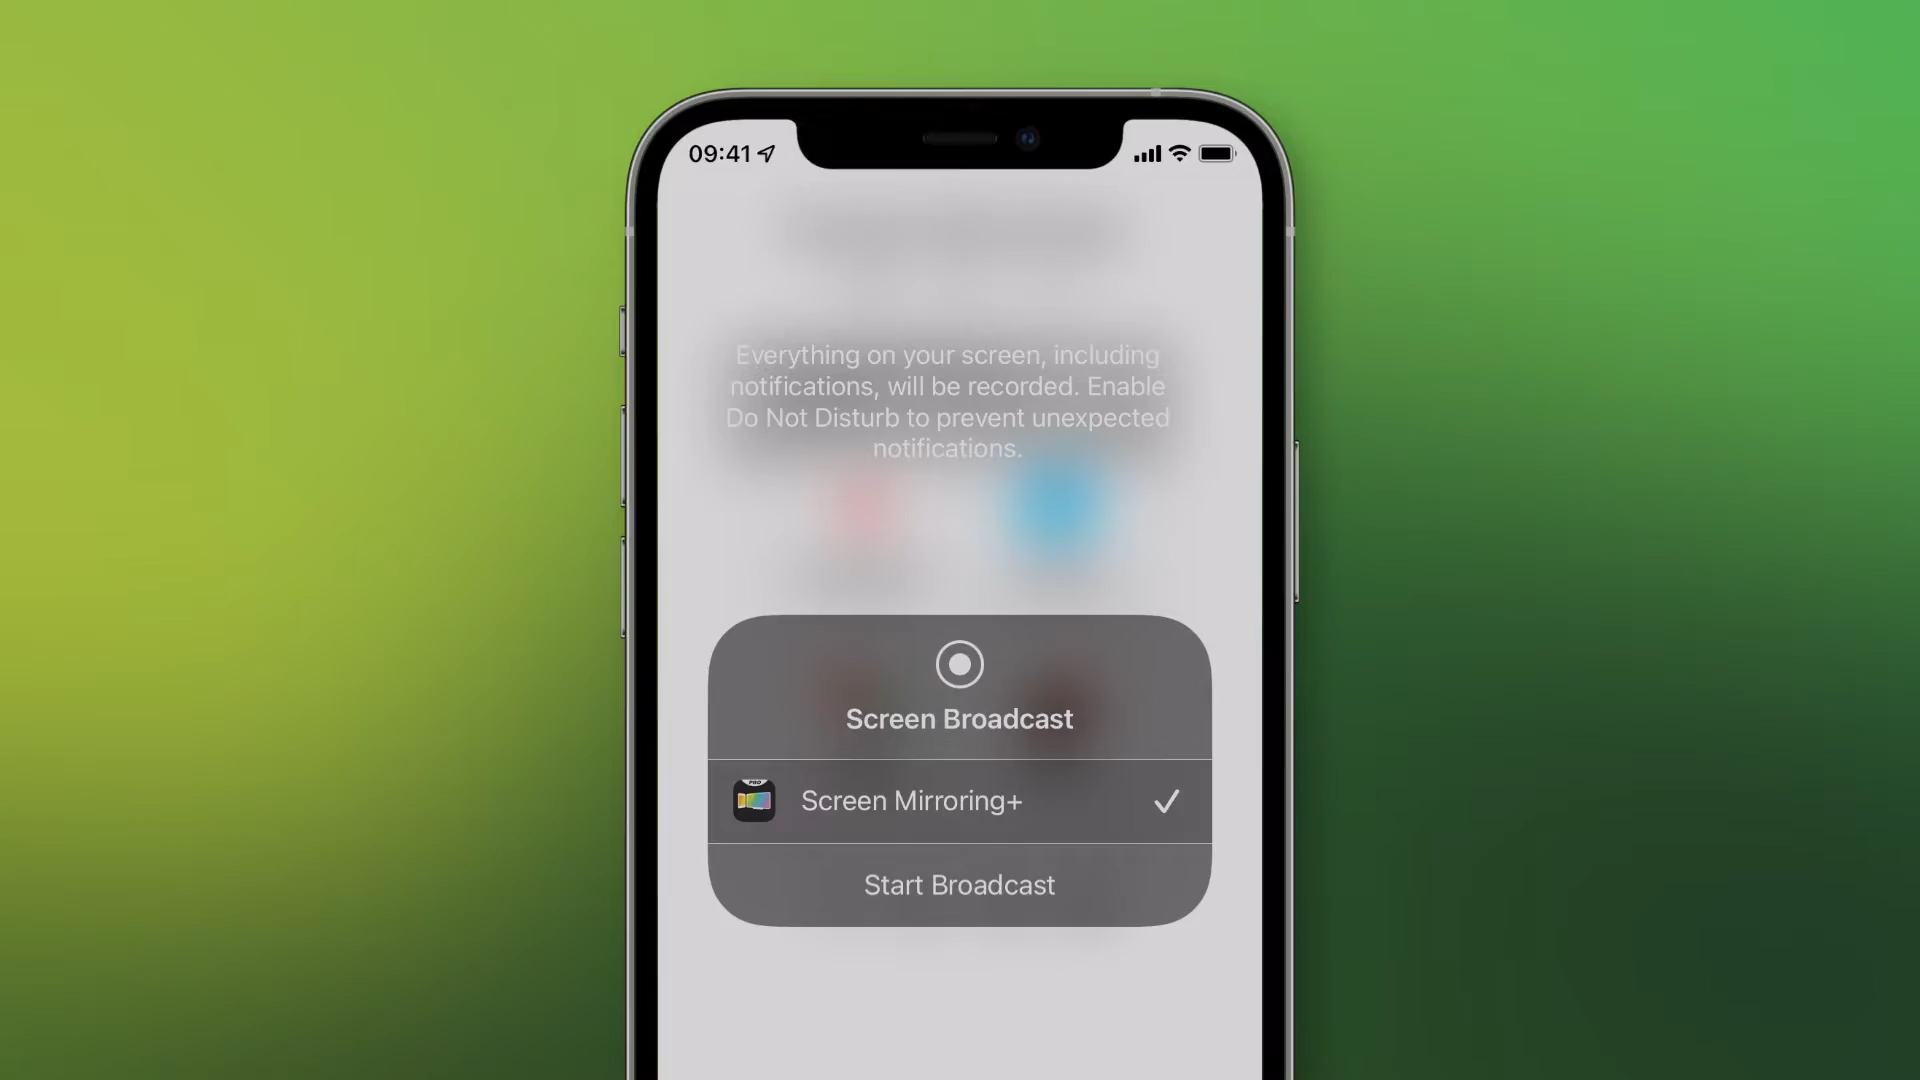 09:41
Everything on your screen, including
notifications, will be recorded. Enable
Do Not Disturb to prevent unexpected
notifications.
Screen Broadcast
PRO
Screen Mirroring+
Start Broadcast